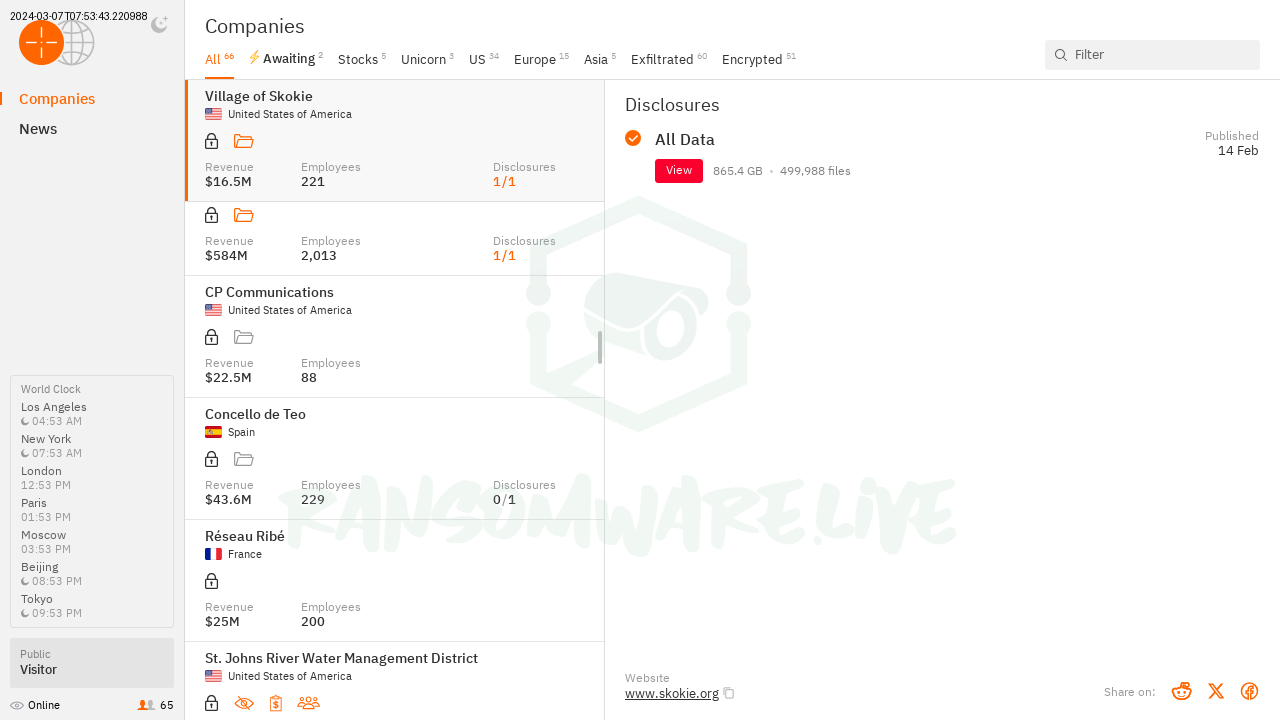 2024-03-07T07:53:43.220988
Companies
News
World Clock
Los Angeles
04:53 AM
New York
07:53 AM
London
12:53 PM
Paris
01:53 PM
Moscow
03:53 PM
Beijing
08:53 PM
Tokyo
09:53 PM
Public
Visitor
Online 65
Companies
All 66 Awaiting 2 Stocks 5 Unicorn 3 US 34 Europe 15 Asia 5 Exfiltrated 60 Encrypted 51
Filter
Village of Skokie
United States of America
Revenue Employees Disclosures
$16.5M 221 1/1
Revenue Employees Disclosures
$584M 2,013 1/1
CP Communications
United States of America
Revenue Employees
$22.5M 88
Concello de Teo
Spain
Revenue Employees Disclosures
$43.6M 229 0/1
Réseau Ribé
France
Revenue Employees
$25M 200
St. Johns River Water Management District
United States of America
Disclosures
All Data
Published
14 Feb
View 865.4 GB • 499,988 files
RANSOMWARE.LIVE
Website
www.skokie.org
Share on: